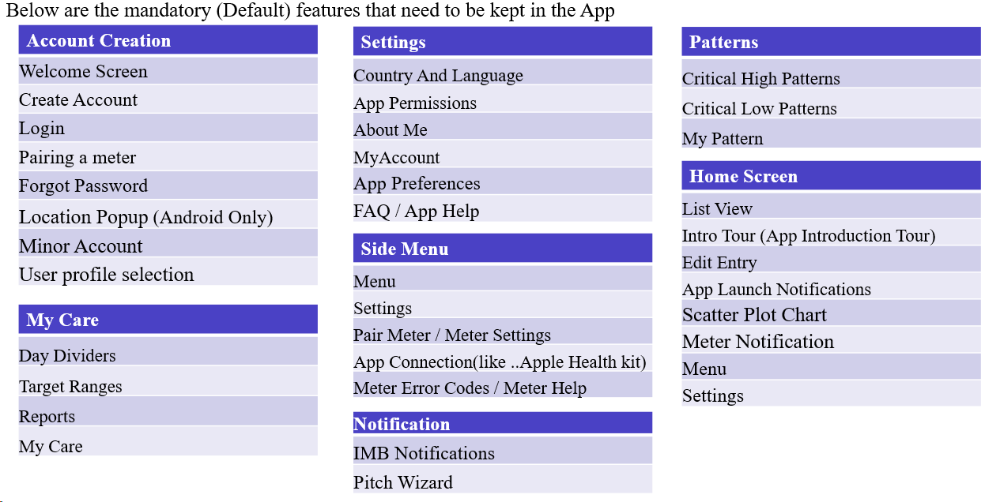 Below are the mandatory (Default) features that need to be kept in the App
Account Creation
Welcome Screen
Create Account
Login
Pairing a meter
Forgot Password
Location Popup (Android Only)
Minor Account
User profile selection
My Care
Day Dividers
Target Ranges
Reports
My Care
Settings
Country And Language
App Permissions
About Me
MyAccount
App Preferences
FAQ / App Help
Side Menu
Menu
Settings
Pair Meter / Meter Settings
App Connection(like ..Apple Health kit)
Meter Error Codes / Meter Help
Notification
IMB Notifications
Pitch Wizard
Patterns
Critical High Patterns
Critical Low Patterns
My Pattern
Home Screen
List View
Intro Tour (App Introduction Tour)
Edit Entry
App Launch Notifications
Scatter Plot Chart
Meter Notification
Menu
Settings